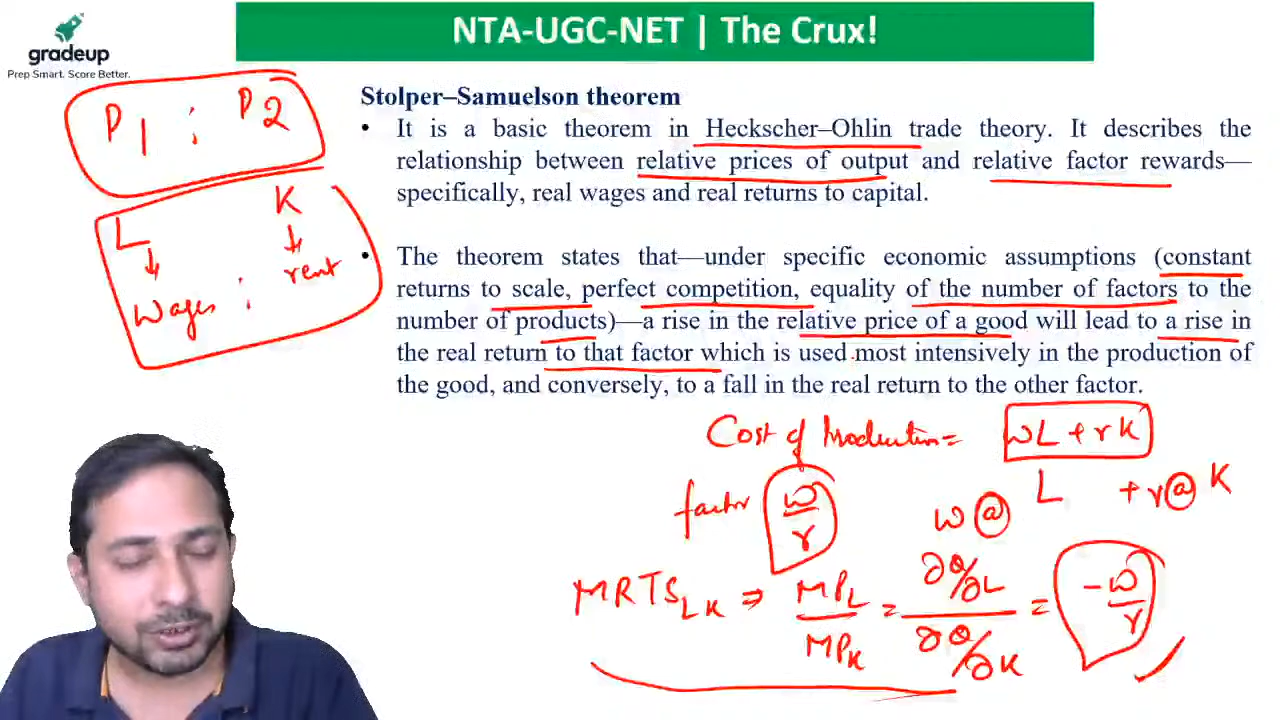 gradeup
Prep Smart. Score Better.
NTA-UGC-NET | The Crux!
P1 ; P2
L K
wages ; rent
Stolper–Samuelson theorem
• It is a basic theorem in Heckscher–Ohlin trade theory. It describes the
relationship between relative prices of output and relative factor rewards—
specifically, real wages and real returns to capital.
• The theorem states that—under specific economic assumptions (constant
returns to scale, perfect competition, equality of the number of factors to the
number of products)—a rise in the relative price of a good will lead to a rise in
the real return to that factor which is used most intensively in the production of
the good, and conversely, to a fall in the real return to the other factor.
Cost of Production = wL + rK
factor w/r
w@ L + r@ K
MRTS LK ⇒ MPL/MPK = ∂Q/∂L / ∂Q/∂K = -w/r